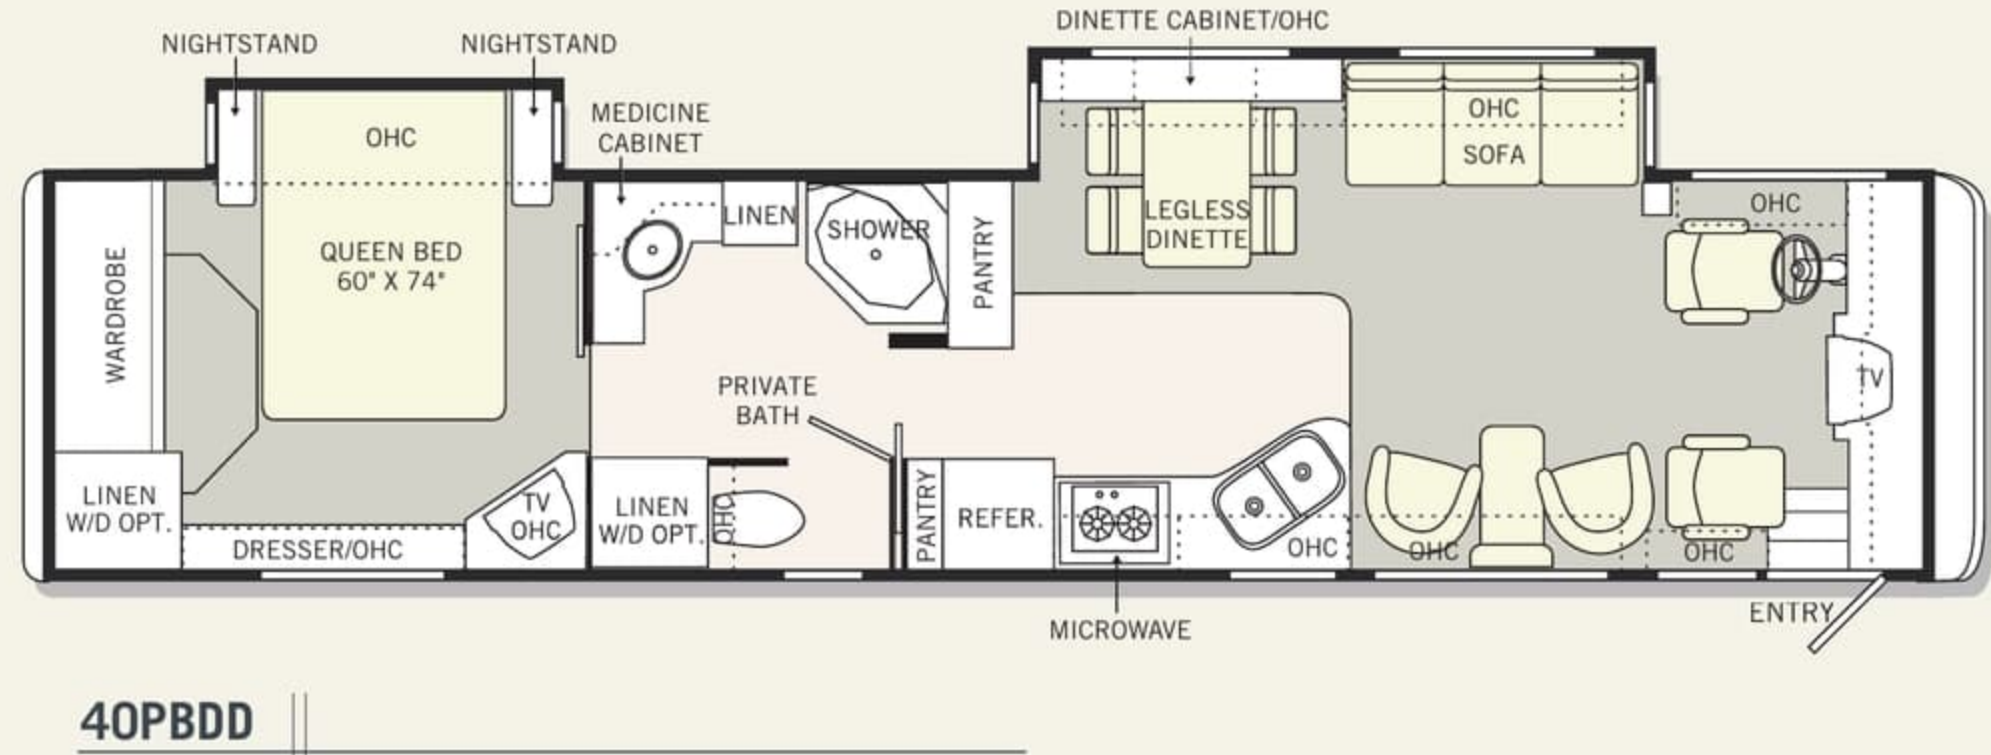 DINETTE CABINET/OHC
NIGHTSTAND
NIGHTSTAND
MEDICINE
CABINET
OHC
OHC
SOFA
LINEN
SHOWER
PANTRY
LEGLESS
DINETTE
OHC
QUEEN BED
60" X 74"
WARDROBE
TV
PRIVATE
BATH
LINEN
W/D OPT.
DRESSER/OHC
TV
OHC
LINEN
W/D OPT.
OHC
PANTRY
REFER.
OHC
OHC
OHC
MICROWAVE
ENTRY
40PBDD